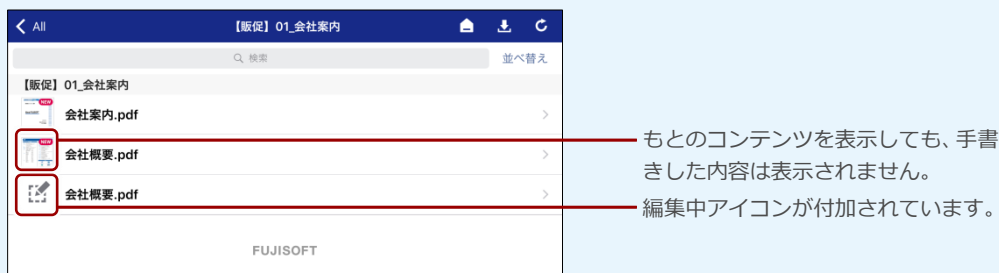 All
【販促】01_会社案内
検索
並べ替え
【販促】01_会社案内
NEW
会社案内.pdf
NEW
会社概要.pdf
会社概要.pdf
FUJISOFT
もとのコンテンツを表示しても、手書
きした内容は表示されません。
編集中アイコンが付加されています。